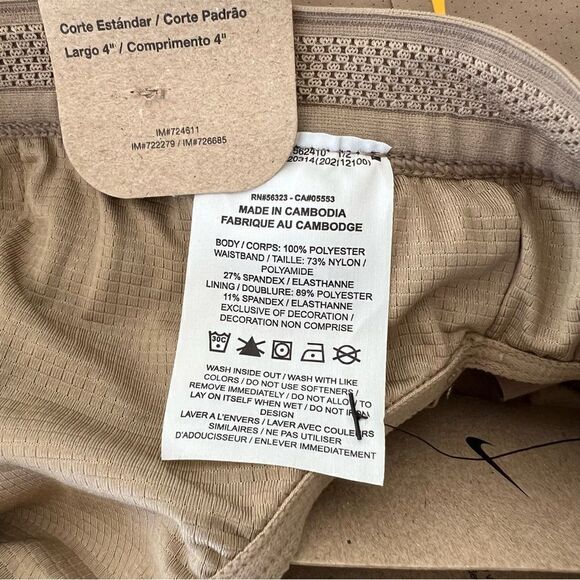 Corte Estándar / Corte Padrão
Largo 4" / Comprimento 4"
IM#724611
IM#722279 / IM#726685
RN#56323 - CA#05553
MADE IN CAMBODIA
FABRIQUE AU CAMBODGE
BODY / CORPS: 100% POLYESTER
WAISTBAND / TAILLE: 73% NYLON /
POLYAMIDE
27% SPANDEX / ELASTHANNE
LINING / DOUBLURE: 89% POLYESTER
11% SPANDEX / ELASTHANNE
EXCLUSIVE OF DECORATION /
DECORATION NON COMPRISE
30C
WASH INSIDE OUT / WASH WITH LIKE
COLORS / DO NOT USE SOFTENERS /
REMOVE IMMEDIATELY / DO NOT ALLOW TO
LAY ON ITSELF WHEN WET / DO NOT IRON
DESIGN
LAVER A L'ENVERS / LAVER AVEC COULEURS
SIMILAIRES / NE PAS UTILISER
D'ADOUCISSEUR / ENLEVER IMMEDIATEMENT